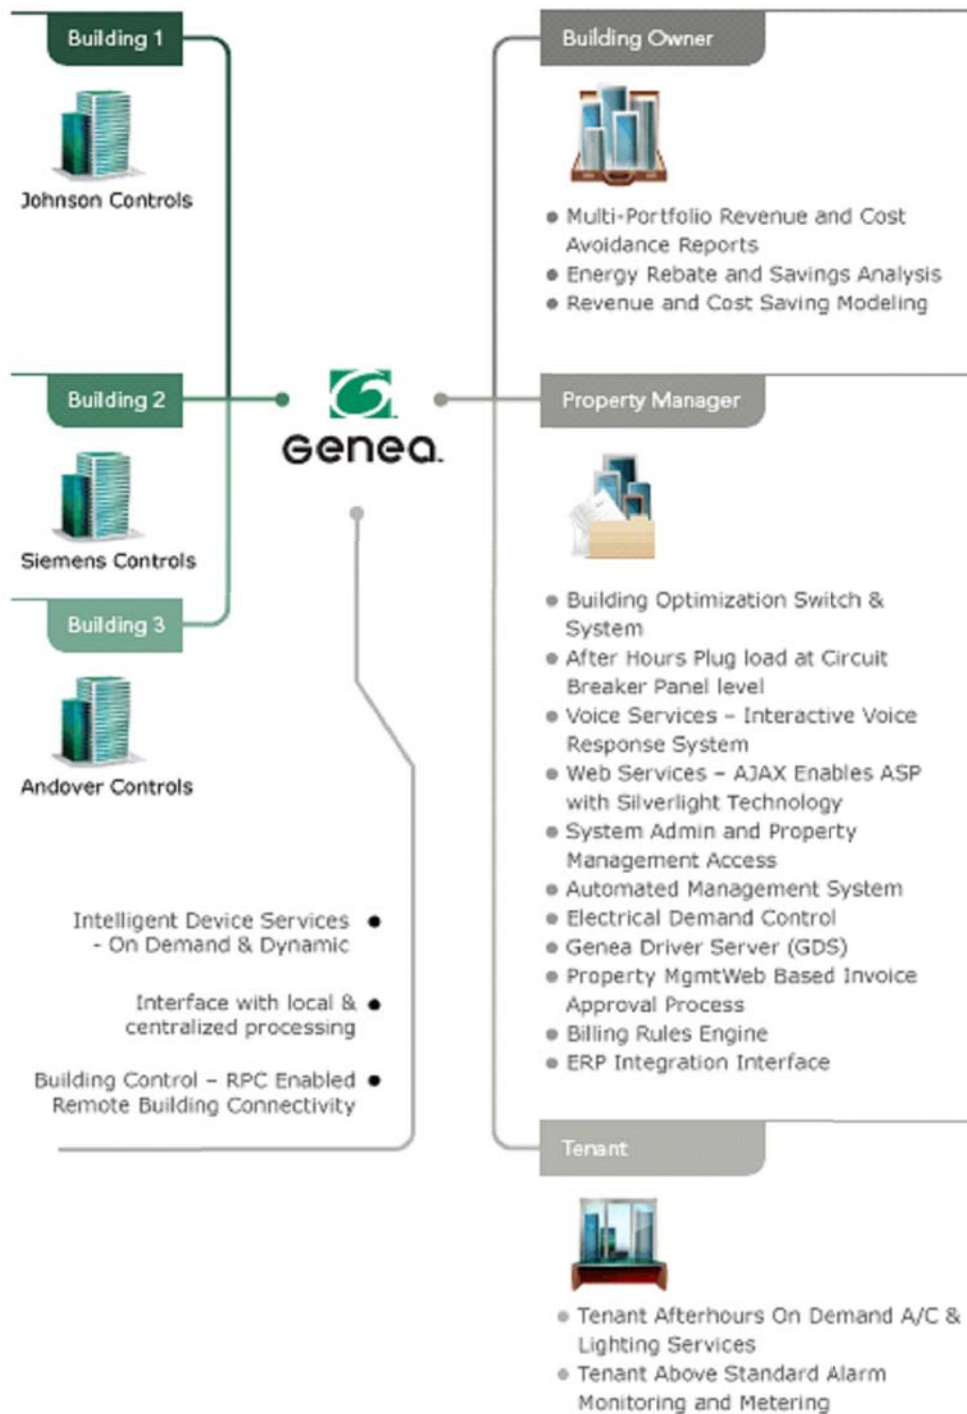 Building 1
Johnson Controls
Building 2
Siemens Controls
Building 3
Andover Controls
Genea™
Intelligent Device Services
- On Demand & Dynamic
Interface with local &
centralized processing
Building Control – RPC Enabled
Remote Building Connectivity
Building Owner
Multi-Portfolio Revenue and Cost
Avoidance Reports
Energy Rebate and Savings Analysis
Revenue and Cost Saving Modeling
Property Manager
Building Optimization Switch &
System
After Hours Plug load at Circuit
Breaker Panel level
Voice Services – Interactive Voice
Response System
Web Services – AJAX Enables ASP
with Silverlight Technology
System Admin and Property
Management Access
Automated Management System
Electrical Demand Control
Genea Driver Server (GDS)
Property MgmtWeb Based Invoice
Approval Process
Billing Rules Engine
ERP Integration Interface
Tenant
Tenant Afterhours On Demand A/C &
Lighting Services
Tenant Above Standard Alarm
Monitoring and Metering